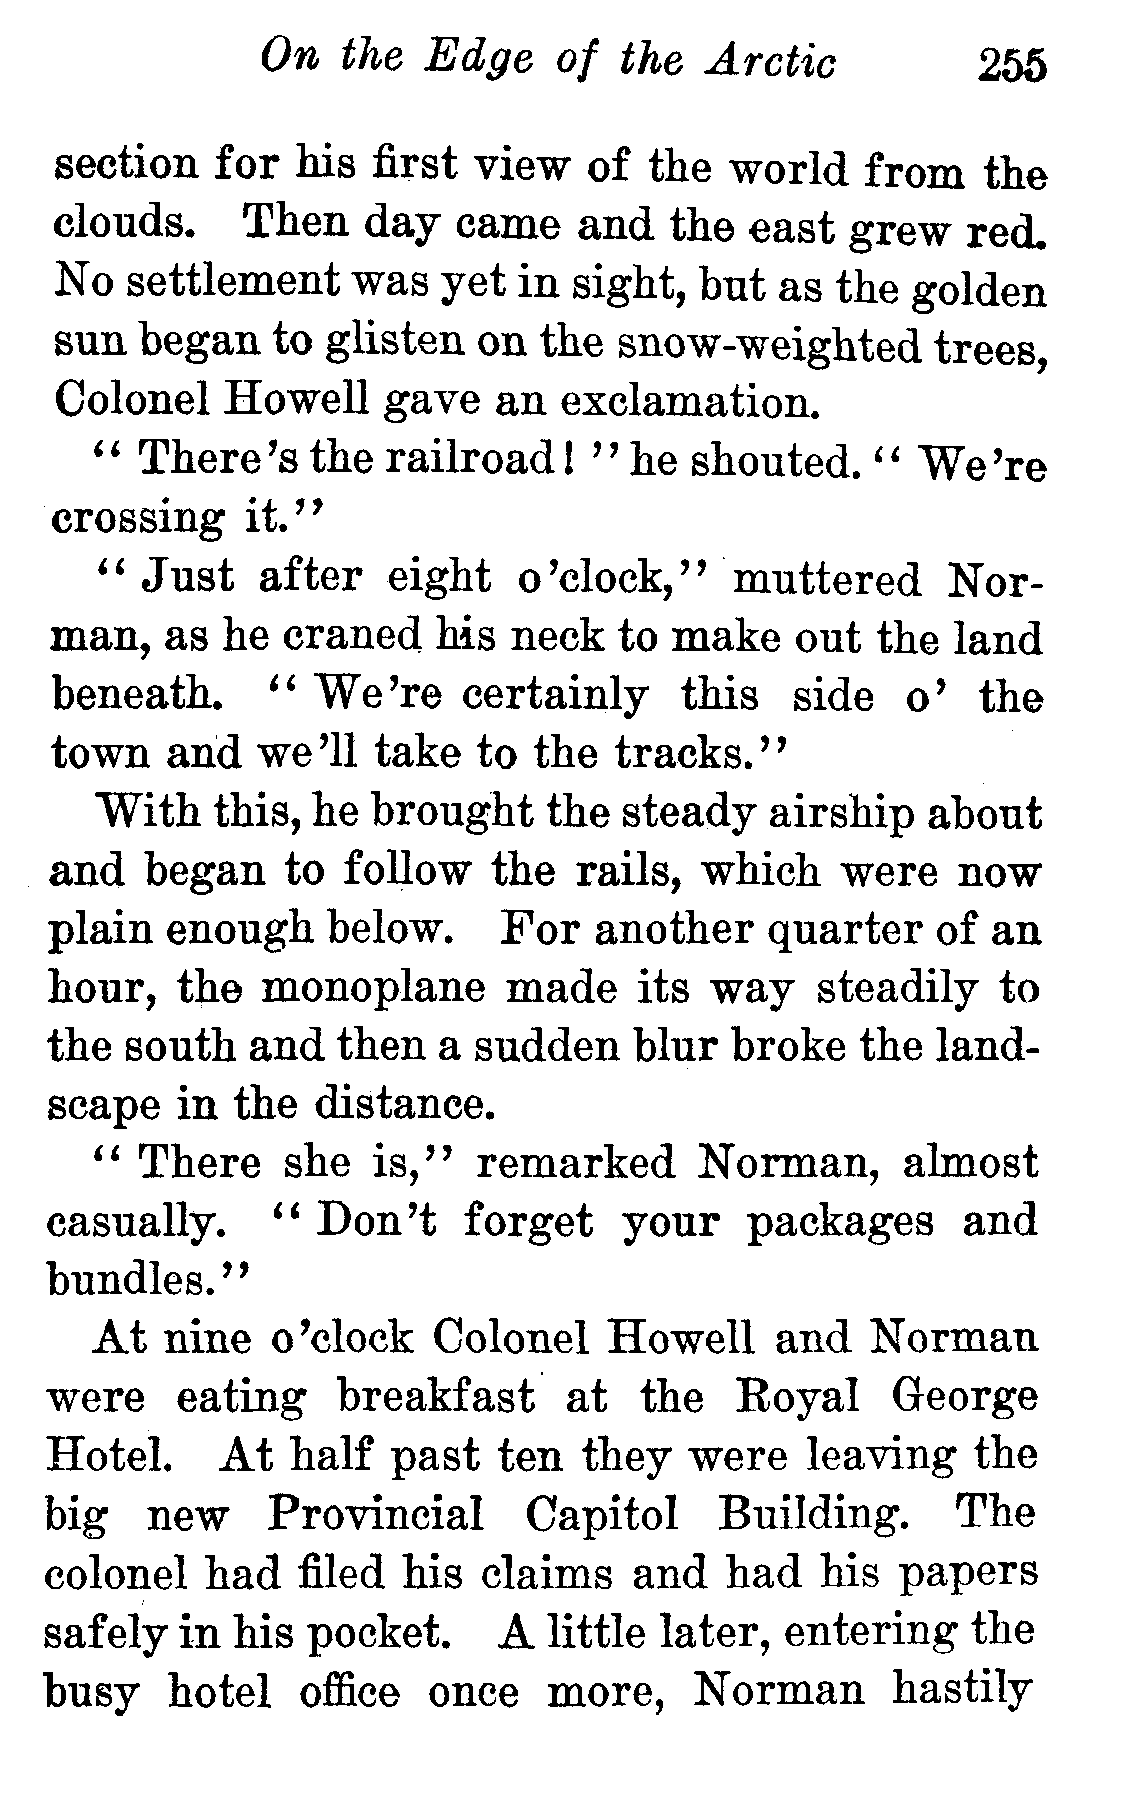 On the Edge of the Arctic 255
section for his first view of the world from the
clouds. Then day came and the east grew red.
No settlement was yet in sight, but as the golden
sun began to glisten on the snow-weighted trees,
Colonel Howell gave an exclamation.
“ There’s the railroad! ” he shouted. “ We’re
crossing it.”
“ Just after eight o’clock,” muttered Nor-
man, as he craned his neck to make out the land
beneath. “ We’re certainly this side o’ the
town and we’ll take to the tracks.”
With this, he brought the steady airship about
and began to follow the rails, which were now
plain enough below. For another quarter of an
hour, the monoplane made its way steadily to
the south and then a sudden blur broke the land-
scape in the distance.
“ There she is,” remarked Norman, almost
casually. “ Don’t forget your packages and
bundles.”
At nine o’clock Colonel Howell and Norman
were eating breakfast at the Royal George
Hotel. At half past ten they were leaving the
big new Provincial Capitol Building. The
colonel had filed his claims and had his papers
safely in his pocket. A little later, entering the
busy hotel office once more, Norman hastily